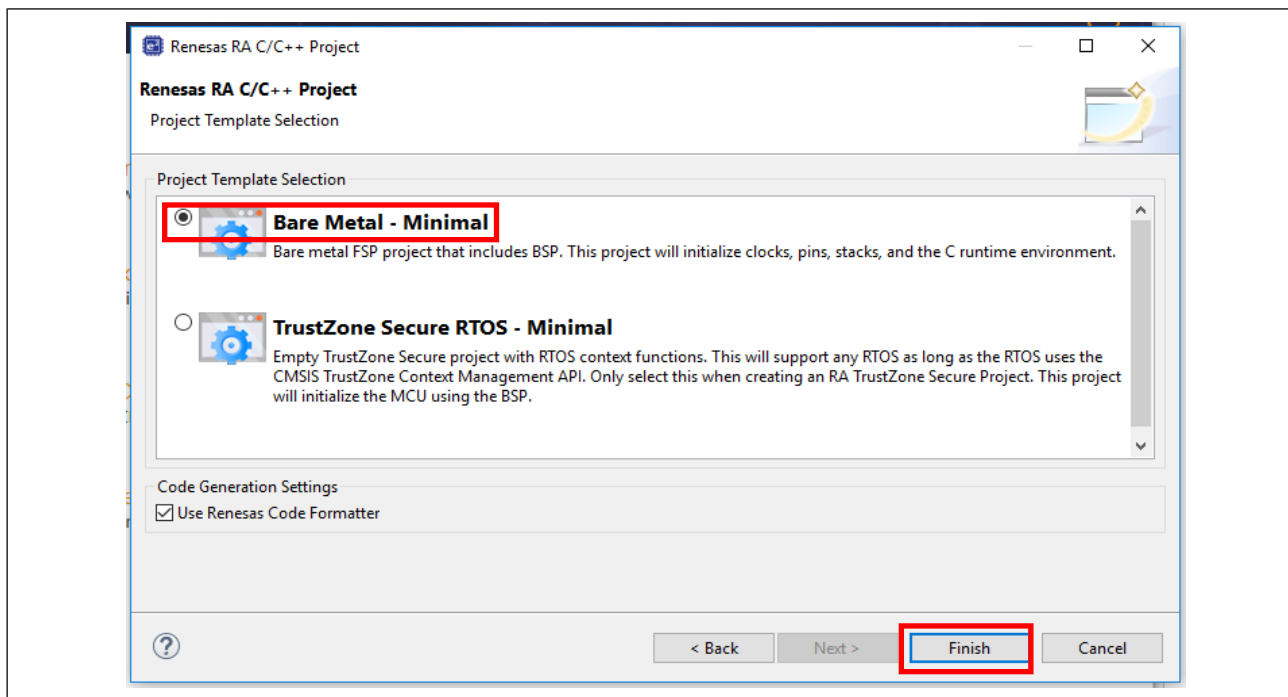 Renesas RA C/C++ Project
Renesas RA C/C++ Project
Project Template Selection
Project Template Selection
Bare Metal - Minimal
Bare metal FSP project that includes BSP. This project will initialize clocks, pins, stacks, and the C runtime environment.
TrustZone Secure RTOS - Minimal
Empty TrustZone Secure project with RTOS context functions. This will support any RTOS as long as the RTOS uses the
CMSIS TrustZone Context Management API. Only select this when creating an RA TrustZone Secure Project. This project
will initialize the MCU using the BSP.
Code Generation Settings
Use Renesas Code Formatter
< Back Next > Finish Cancel